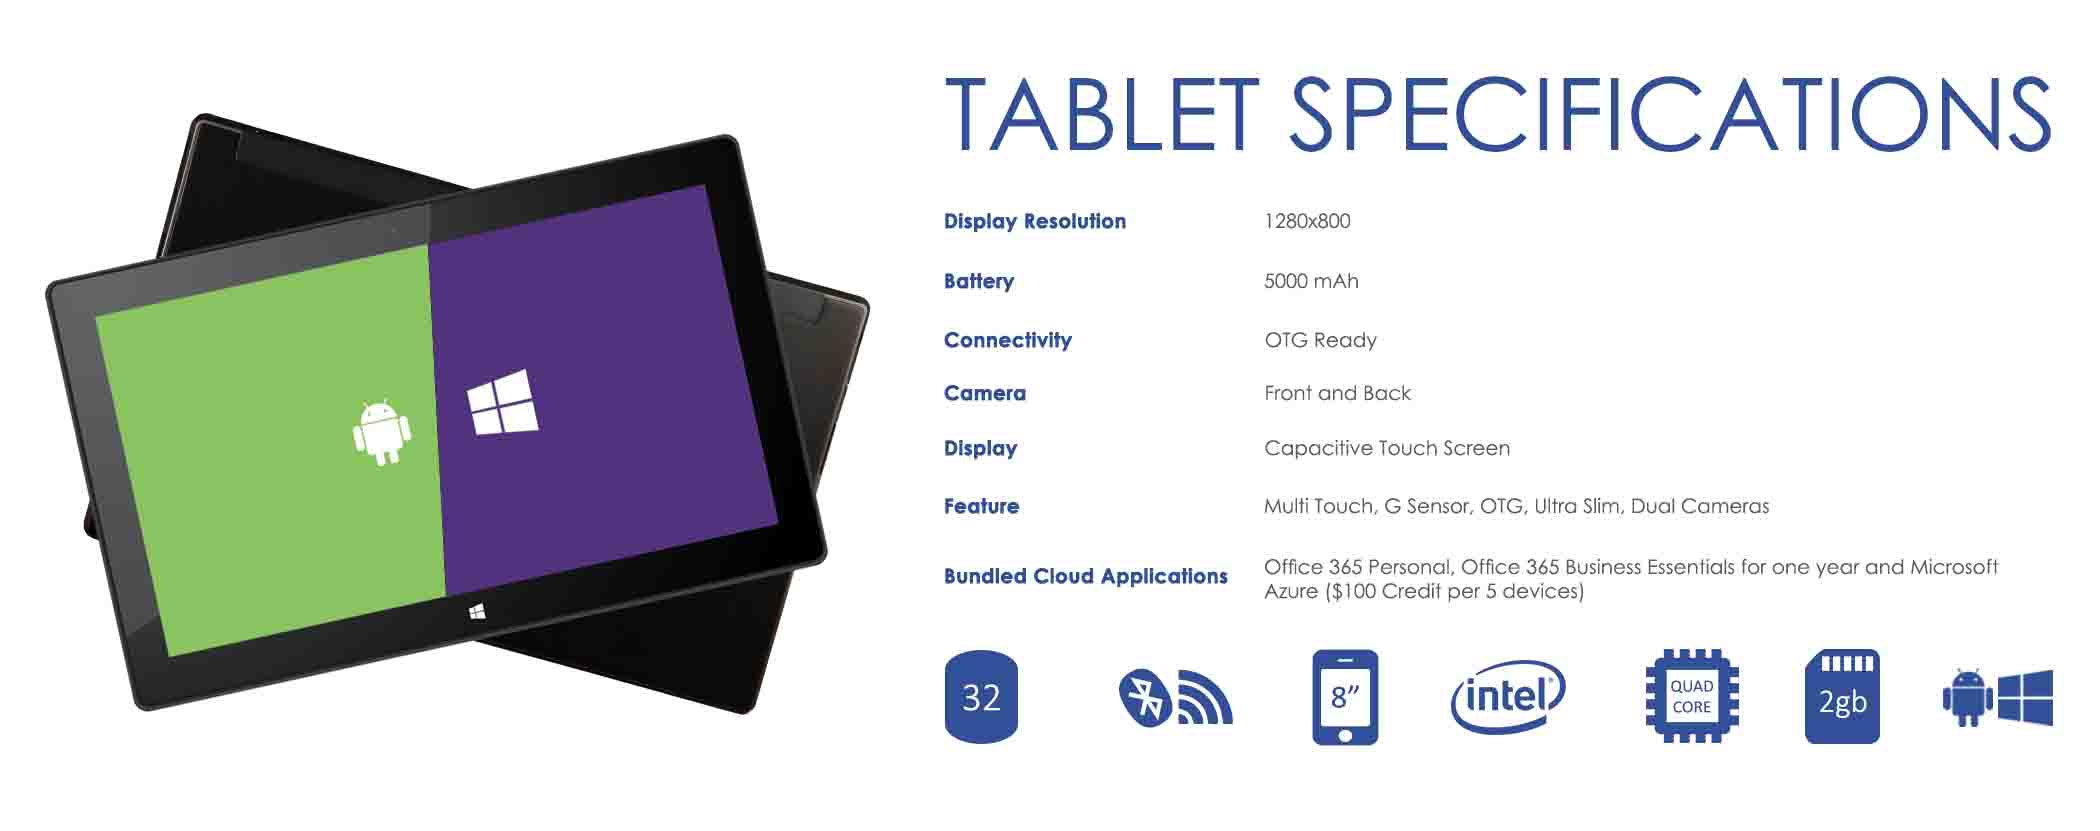 TABLET SPECIFICATIONS
Display Resolution 1280x800
Battery 5000 mAh
Connectivity OTG Ready
Camera Front and Back
Display Capacitive Touch Screen
Feature Multi Touch, G Sensor, OTG, Ultra Slim, Dual Cameras
Bundled Cloud Applications Office 365 Personal, Office 365 Business Essentials for one year and Microsoft
Azure ($100 Credit per 5 devices)
32
8”
intel®
QUAD
CORE
2gb